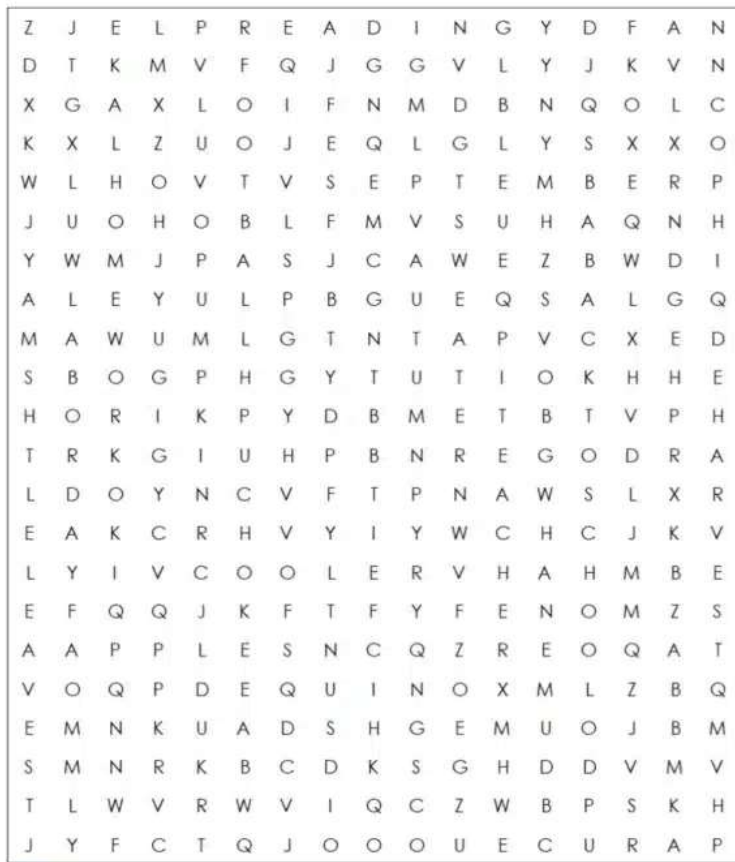 Z J E L P R E A D I N G Y D F A N
D T K M V F Q J G G V L Y J K V N
X G A X L O I F N M D B N Q O L C
K X L Z U O J E Q L G L Y S X X O
W L H O V T V S E P T E M B E R P
J U O H O B L F M V S U H A Q N H
Y W M J P A S J C A W E Z B W D I
A L E Y U L P B G U E Q S A L G Q
M A W U M L G T N T A P V C X E D
S B O G P H G Y T U T I O K H H E
H O R I K P Y D B M E T B T V P H
T R K G I U H P B N R E G O D R A
L D O Y N C V F T P N A W S L X R
E A K C R H V Y I Y W C H C J K V
L Y I V C O O L E R V H A H M B E
E F Q Q J K F T F Y F E N O M Z S
A A P P L E S N C Q Z R E O Q A T
V O Q P D E Q U I N O X M L Z B Q
E M N K U A D S H G E M U O J B M
S M N R K B C D K S G H D D V M V
T L W V R W V I Q C Z W B P S K H
J Y F C T Q J O O O U E C U R A P